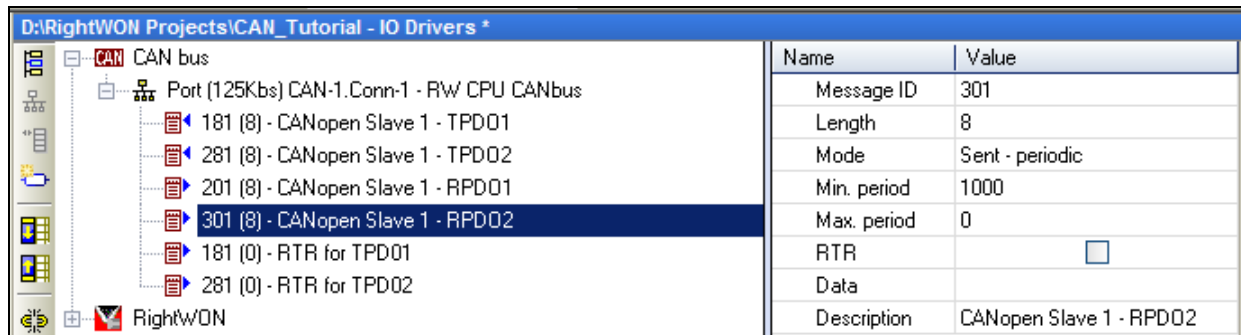 D:\RightWON Projects\CAN_Tutorial - IO Drivers *
CAN CAN bus
Port (125Kbs) CAN-1.Conn-1 - RW CPU CANbus
181 (8) - CANopen Slave 1 - TPDO1
281 (8) - CANopen Slave 1 - TPDO2
201 (8) - CANopen Slave 1 - RPDO1
301 (8) - CANopen Slave 1 - RPDO2
181 (0) - RTR for TPD01
281 (0) - RTR for TPD02
RightWON
Name Value
Message ID 301
Length 8
Mode Sent - periodic
Min. period 1000
Max. period 0
RTR
Data
Description CANopen Slave 1 - RPDO2